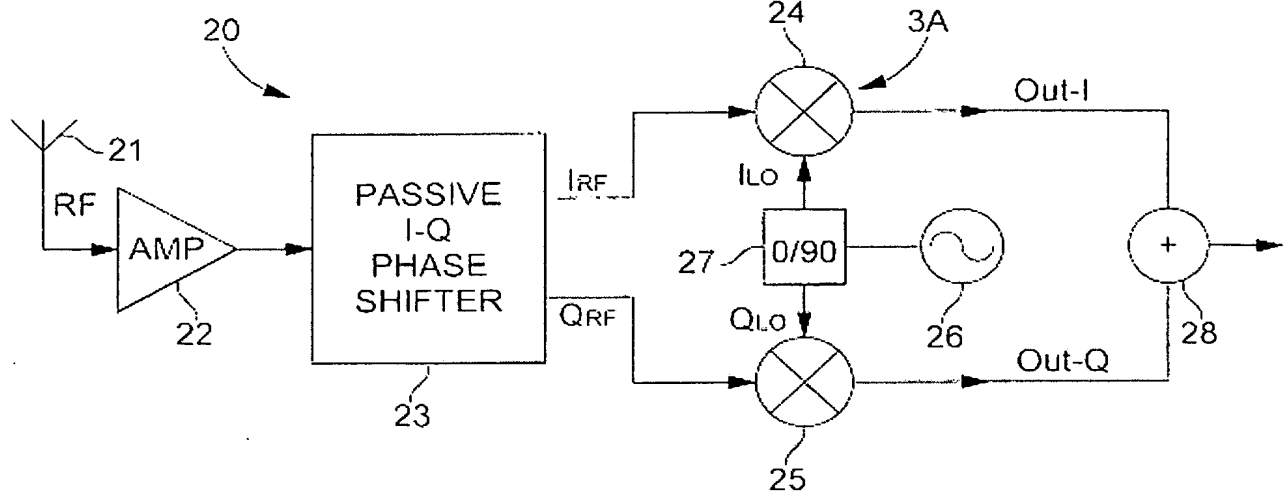 20
24
3A
21
RF
AMP
22
PASSIVE
I-Q
PHASE
SHIFTER
23
IRF
QRF
ILO
27
0/90
QLO
26
25
Out-I
+
28
Out-Q